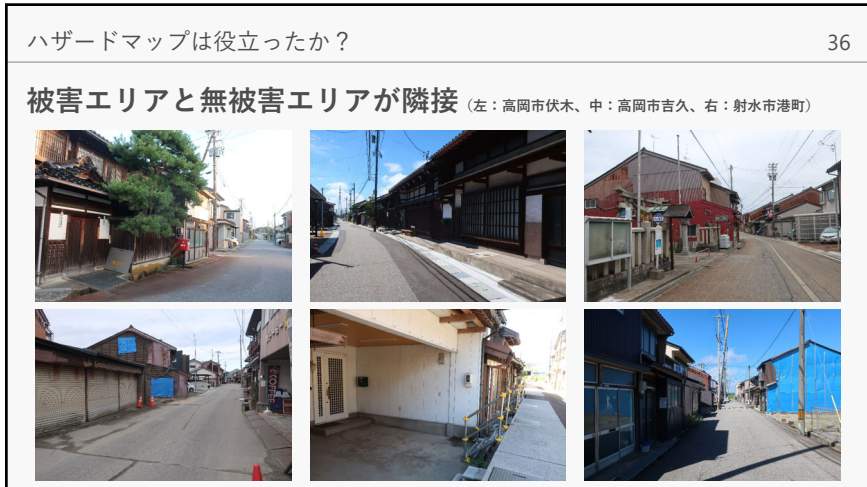 ハザードマップは役立ったか？
36
被害エリアと無被害エリアが隣接（左：高岡市伏木、中：高岡市吉久、右：射水市港町）
COFFEE